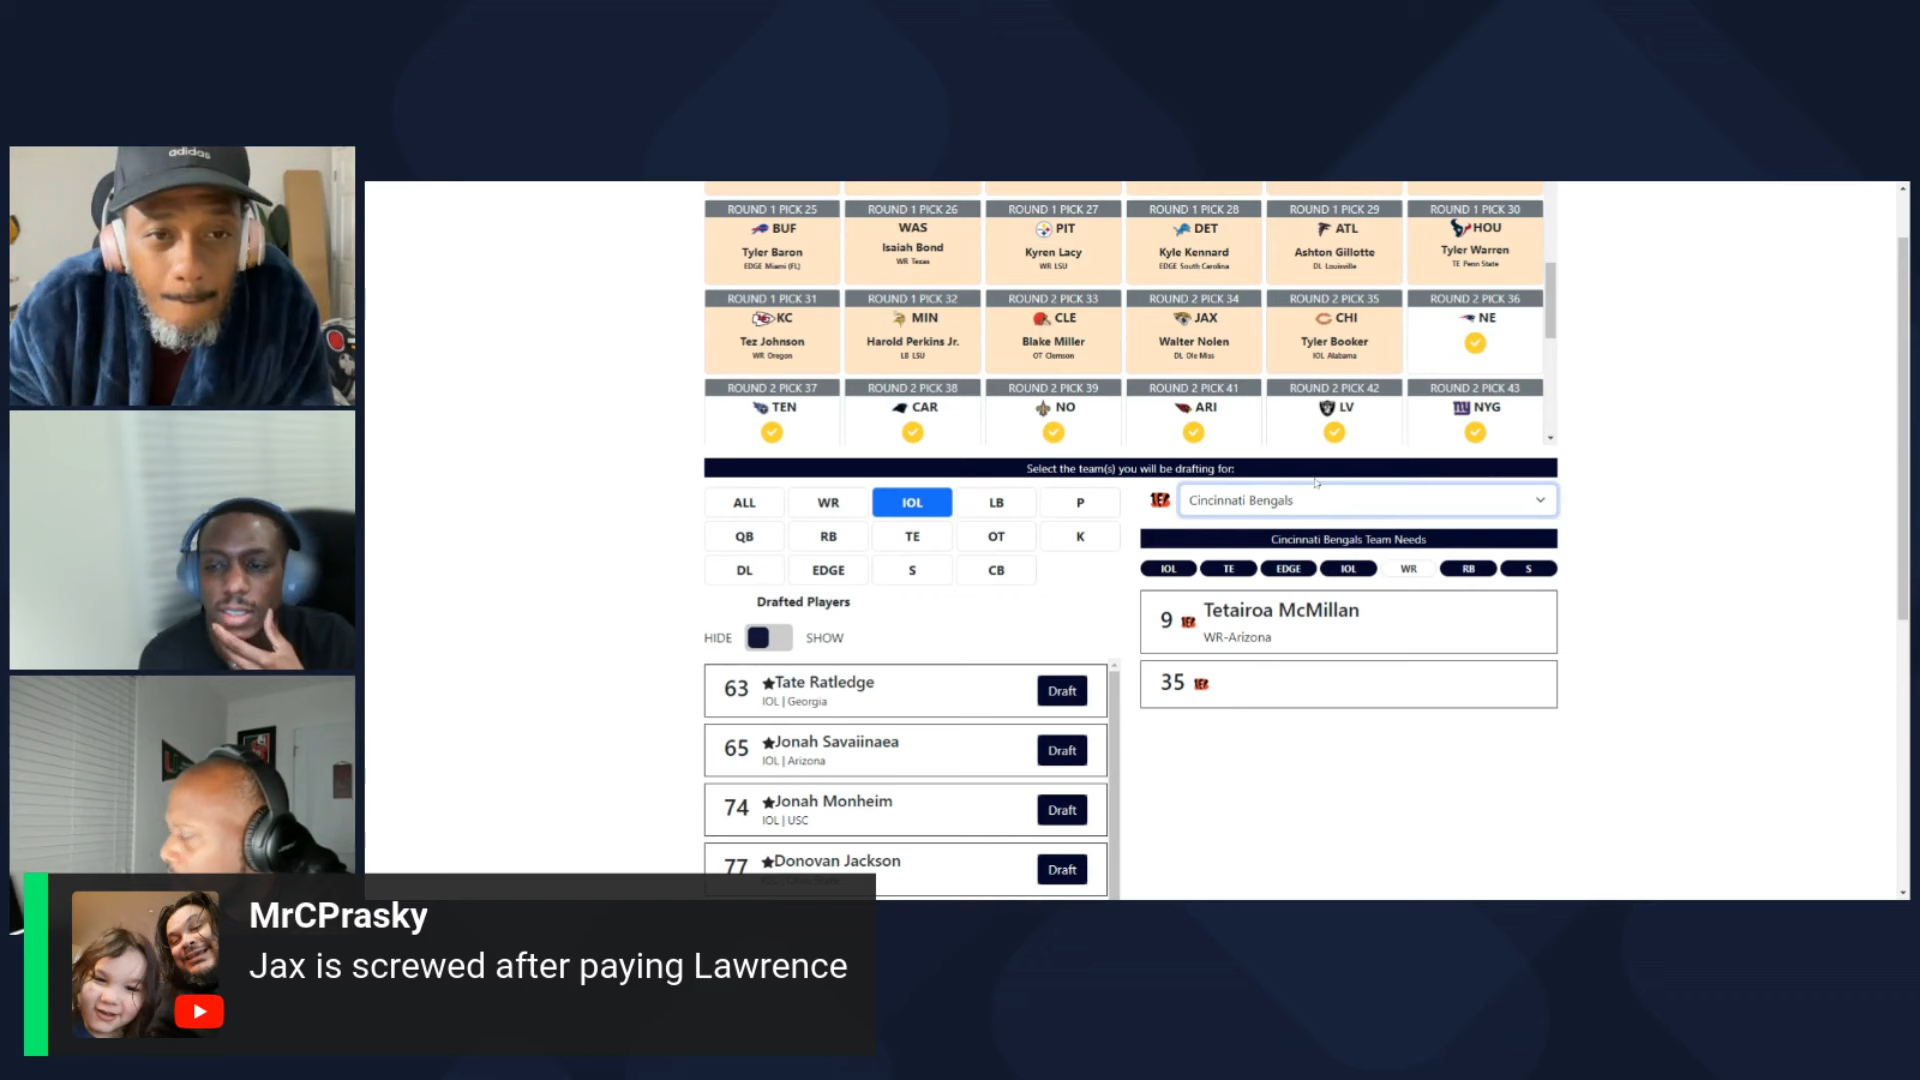 adidas
ROUND 1 PICK 25
ROUND 1 PICK 26
ROUND 1 PICK 27
ROUND 1 PICK 28
ROUND 1 PICK 29
ROUND 1 PICK 30
BUF
WAS
PIT
DET
ATL
HOU
Tyler Baron
Isaiah Bond
Kyren Lacy
Kyle Kennard
Ashton Gillotte
Tyler Warren
EDGE Miami (FL)
WR Texas
WR LSU
EDGE South Carolina
DL Louisville
TE Penn State
ROUND 1 PICK 31
ROUND 1 PICK 32
ROUND 2 PICK 33
ROUND 2 PICK 34
ROUND 2 PICK 35
ROUND 2 PICK 36
KC
MIN
CLE
JAX
CHI
NE
Tez Johnson
Harold Perkins Jr.
Blake Miller
Walter Nolen
Tyler Booker
WR Oregon
LB LSU
OT Clemson
DL Ole Miss
IOL Alabama
ROUND 2 PICK 37
ROUND 2 PICK 38
ROUND 2 PICK 39
ROUND 2 PICK 41
ROUND 2 PICK 42
ROUND 2 PICK 43
TEN
CAR
NO
ARI
LV
NYG
Select the team(s) you will be drafting for:
ALL
WR
IOL
LB
P
QB
RB
TE
OT
K
DL
EDGE
S
CB
Drafted Players
HIDE
SHOW
63 ★Tate Ratledge
IOL | Georgia
Draft
65 ★Jonah Savaiinaea
IOL | Arizona
Draft
74 ★Jonah Monheim
IOL | USC
Draft
77 ★Donovan Jackson
Draft
Cincinnati Bengals
Cincinnati Bengals Team Needs
IOL
TE
EDGE
IOL
WR
RB
S
9 Tetairoa McMillan
WR-Arizona
35
MrCPrasky
Jax is screwed after paying Lawrence